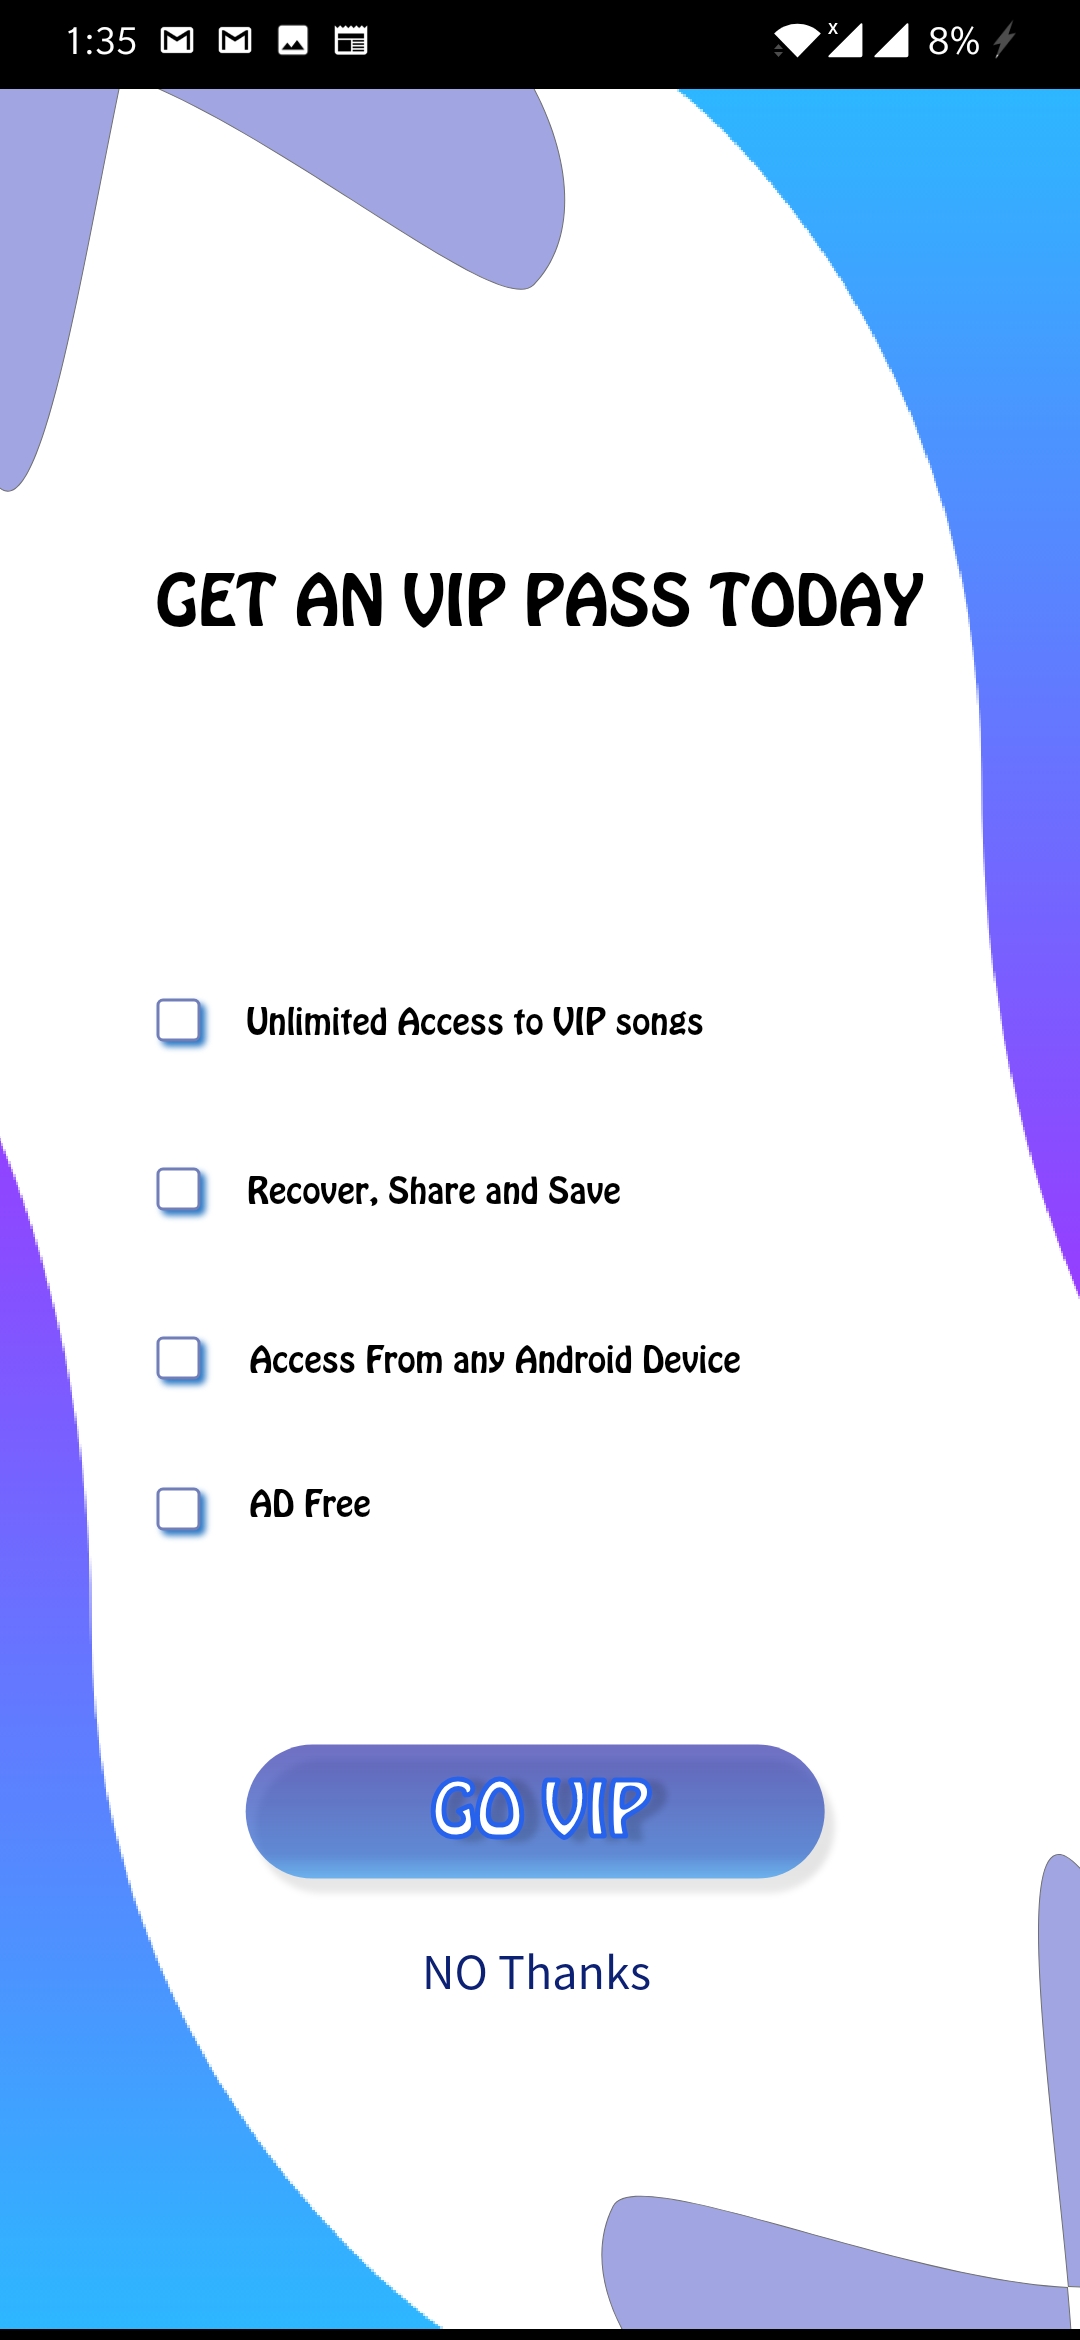 1:35
x
8%
GET AN VIP PASS TODAY
Unlimited Access to VIP songs
Recover, Share and Save
Access From any Android Device
AD Free
GO VIP
NO Thanks